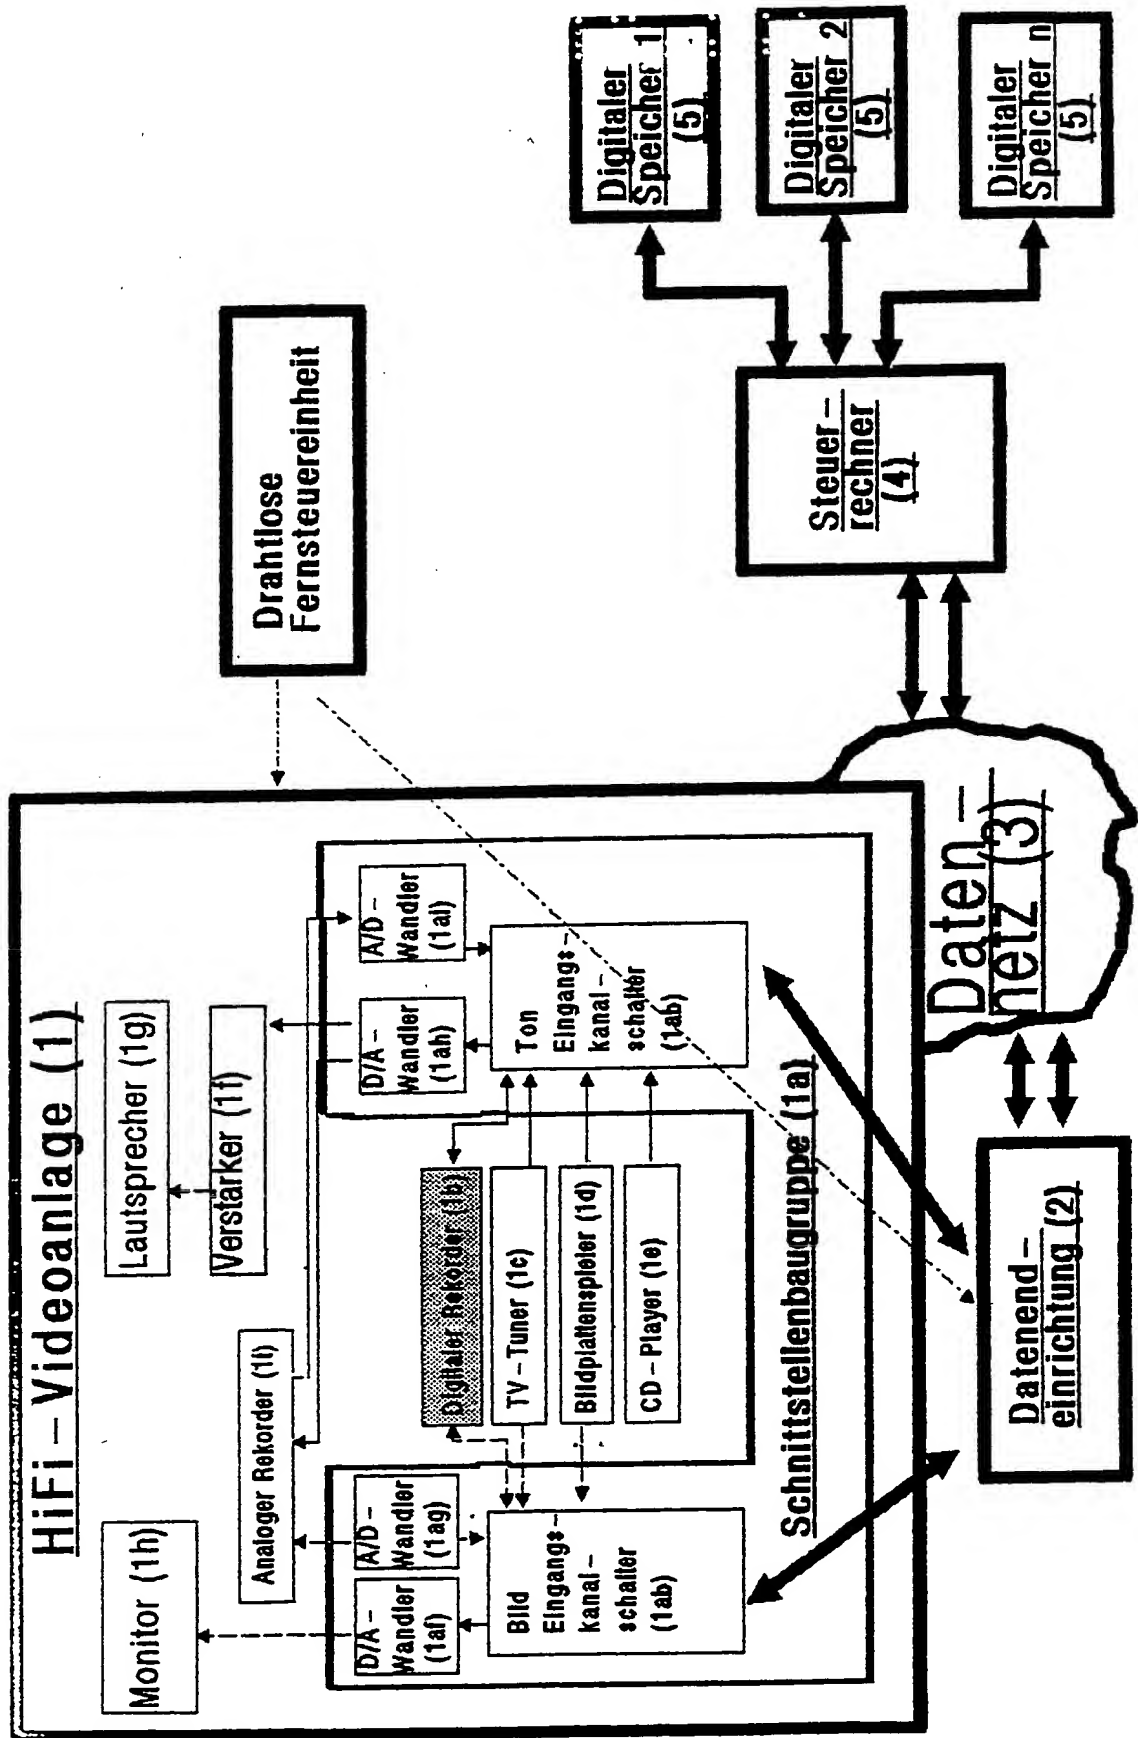 HiFi – Videoanlage (1)
Monitor (1h)
Lautsprecher (1g)
Verstarker (1f)
Analoger Rekorder (1i)
D/A –
Wandler
(1af)
A/D –
Wandler
(1ag)
D/A –
Wandler
(1ah)
A/D –
Wandler
(1ai)
Digitaler Rekorder (1b)
TV – Tuner (1c)
Bildplattenspieler (1d)
CD – Player (1e)
Bild
Eingangs –
kanal –
schalter
(1ab)
Ton
Eingangs –
kanal –
schalter
(1ab)
Schnittstellenbaugruppe (1a)
Drahtlose
Fernsteuereinheit
Datenend –
einrichtung (2)
Daten –
netz (3)
Steuer –
rechner
(4)
Digitaler
Speicher 1
(5)
Digitaler
Speicher 2
(5)
Digitaler
Speicher n
(5)